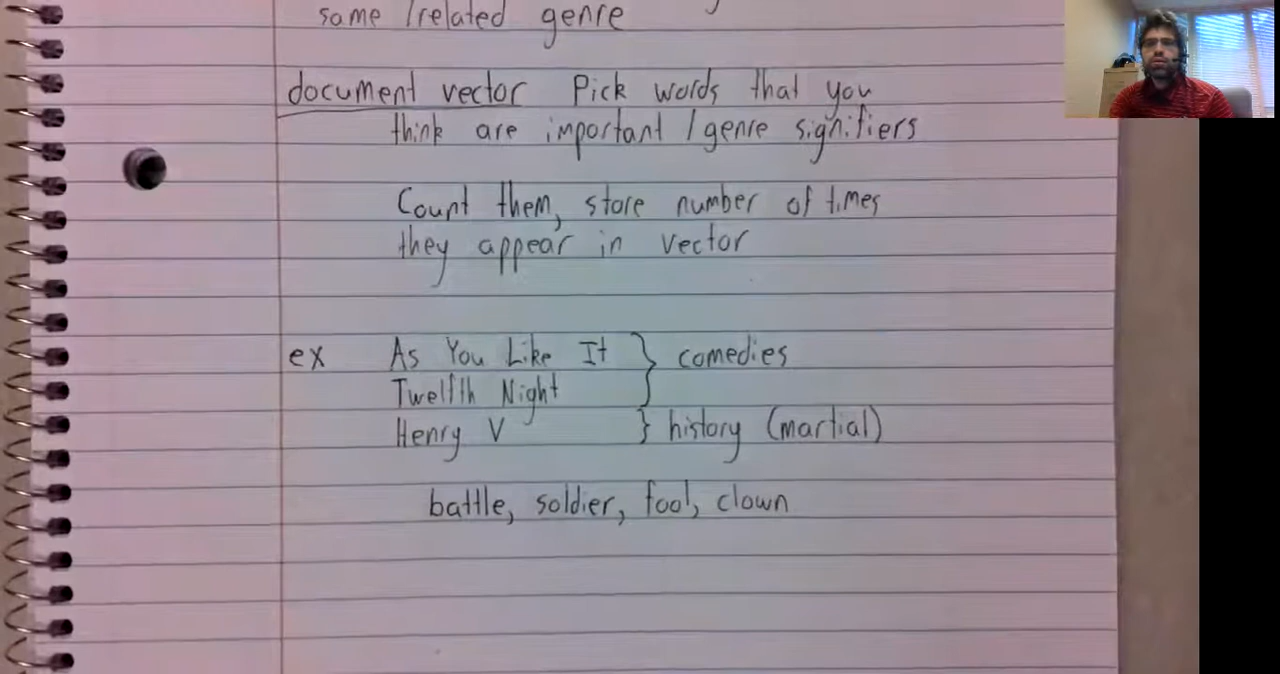 same /related genre
document vector Pick words that you
think are important / genre signifiers
Count them, store number of times
they appear in vector
ex As You Like It } comedies
Twelfth Night
Henry V } history (martial)
battle, soldier, fool, clown